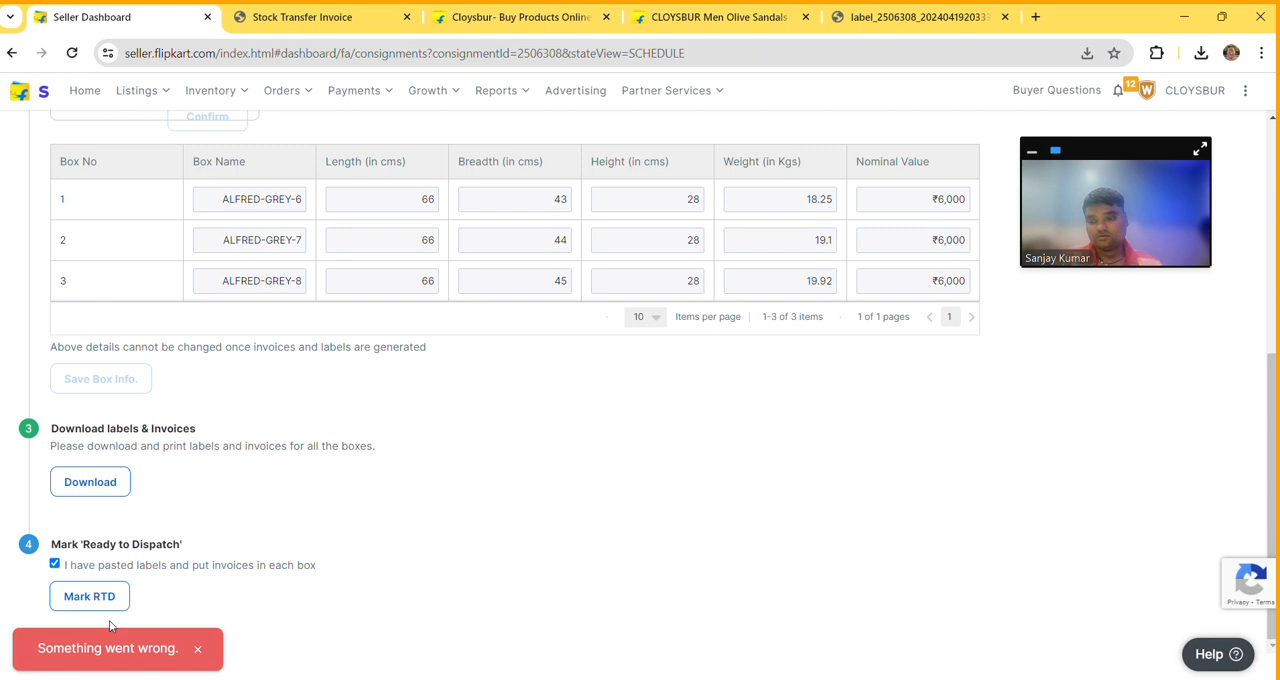 Seller Dashboard
Stock Transfer Invoice
Cloysbur- Buy Products Online
CLOYSBUR Men Olive Sandals
label_2506308_20240419203333
seller.flipkart.com/index.html#dashboard/fa/consignments?consignmentId=2506308&stateView=SCHEDULE
S Home Listings Inventory Orders Payments Growth Reports Advertising Partner Services Buyer Questions 12 W CLOYSBUR
Confirm
Box No Box Name Length (in cms) Breadth (in cms) Height (in cms) Weight (in Kgs) Nominal Value
1 ALFRED-GREY-6 66 43 28 18.25 ₹6,000
2 ALFRED-GREY-7 66 44 28 19.1 ₹6,000
3 ALFRED-GREY-8 66 45 28 19.92 ₹6,000
10 Items per page 1-3 of 3 items 1 of 1 pages 1
Sanjay Kumar
Above details cannot be changed once invoices and labels are generated
Save Box Info.
3 Download labels & Invoices
Please download and print labels and invoices for all the boxes.
Download
4 Mark 'Ready to Dispatch'
I have pasted labels and put invoices in each box
Mark RTD
Privacy - Terms
Something went wrong. ×
Help ?